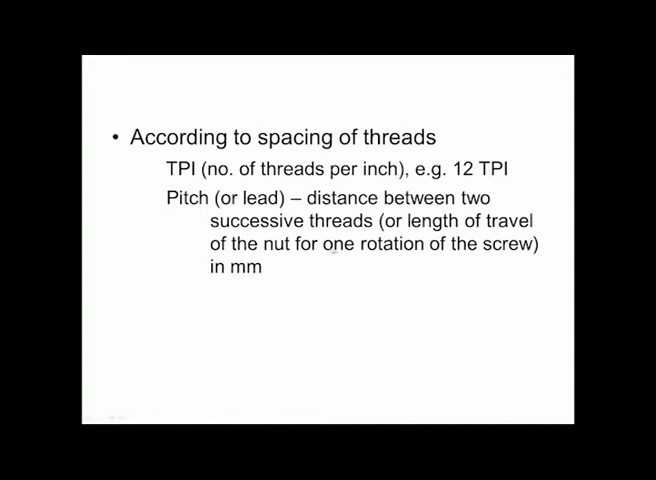 • According to spacing of threads
TPI (no. of threads per inch), e.g. 12 TPI
Pitch (or lead) – distance between two
successive threads (or length of travel
of the nut for one rotation of the screw)
in mm